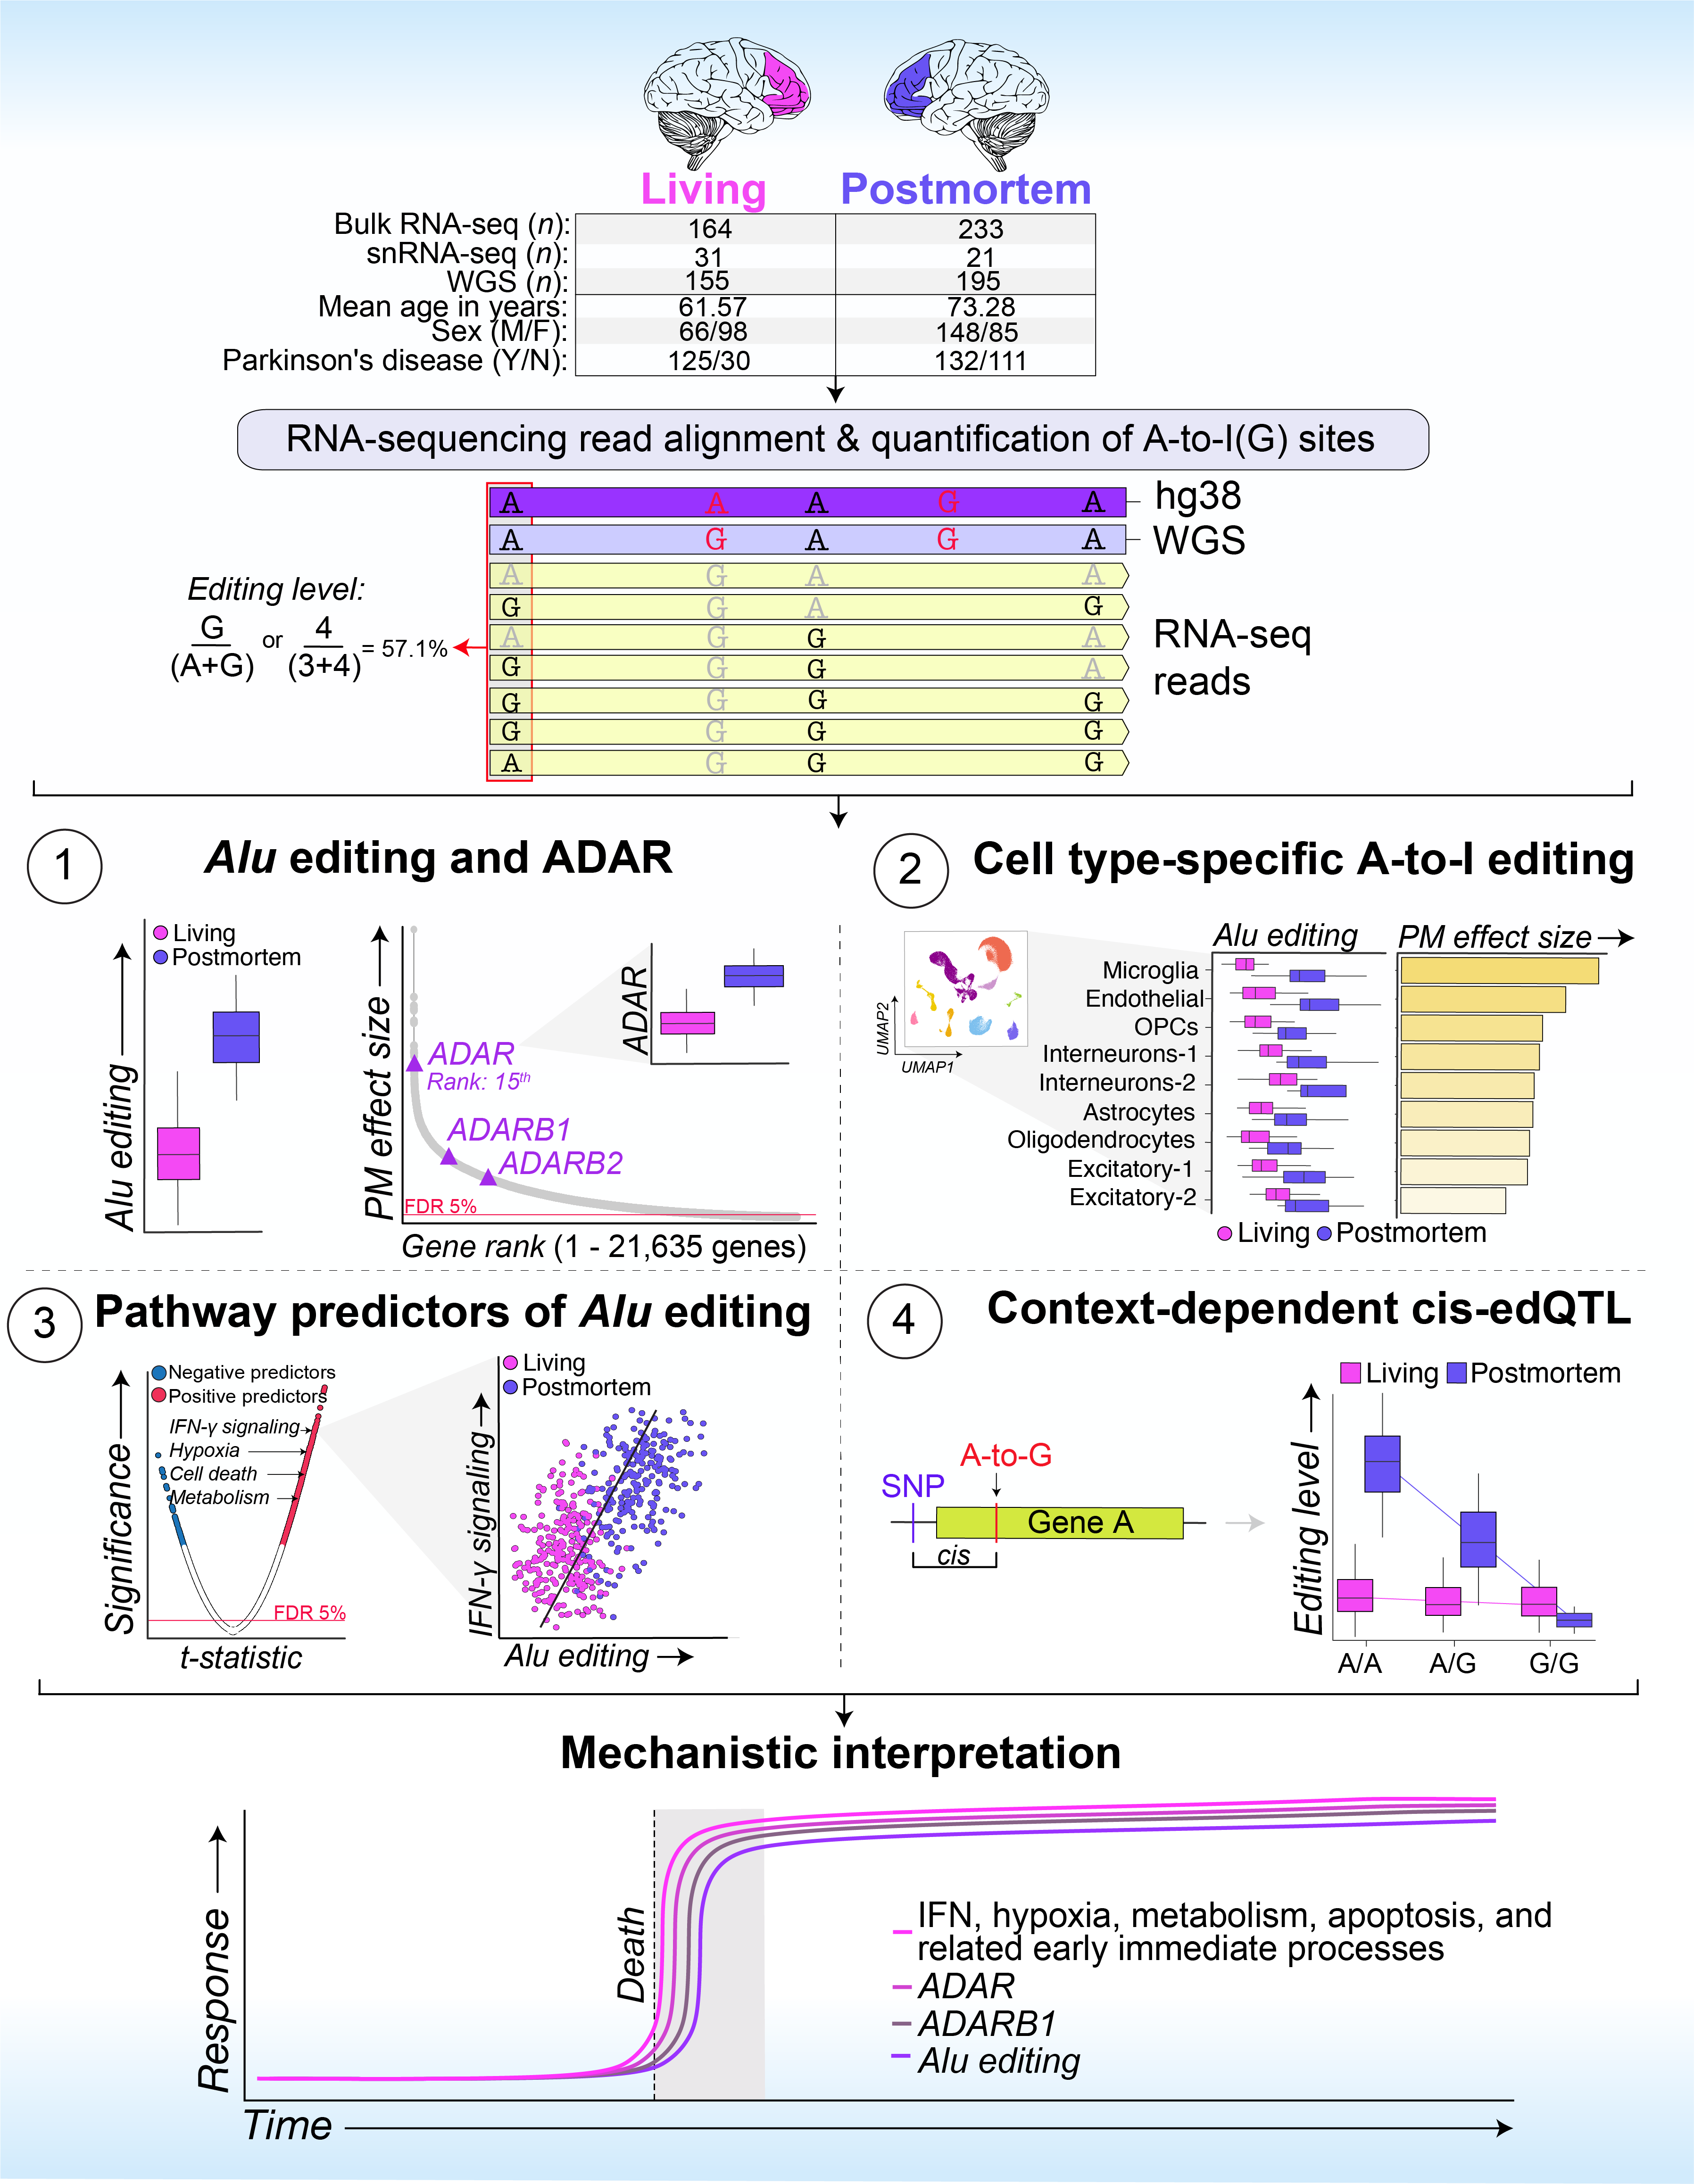 Living Postmortem
Bulk RNA-seq (n): 164 233
snRNA-seq (n): 31 21
WGS (n): 155 195
Mean age in years: 61.57 73.28
Sex (M/F): 66/98 148/85
Parkinson's disease (Y/N): 125/30 132/111
RNA-sequencing read alignment & quantification of A-to-I(G) sites
A A A G A hg38
A G A G A WGS
A G A A
G G A G
A G G A
G G G A
G G G G
G G G G
A G G G
RNA-seq
reads
Editing level:
G or 4
(A+G) (3+4) = 57.1%
1 Alu editing and ADAR
Living
Postmortem
Alu editing
PM effect size
ADAR
Rank: 15th
ADARB1
ADARB2
FDR 5%
Gene rank (1 - 21,635 genes)
ADAR
2 Cell type-specific A-to-I editing
UMAP2
UMAP1
Alu editing PM effect size
Microglia
Endothelial
OPCs
Interneurons-1
Interneurons-2
Astrocytes
Oligodendrocytes
Excitatory-1
Excitatory-2
Living Postmortem
3 Pathway predictors of Alu editing
Negative predictors
Positive predictors
IFN-γ signaling
Hypoxia
Cell death
Metabolism
Significance
FDR 5%
t-statistic
Living
Postmortem
IFN-γ signaling
Alu editing
4 Context-dependent cis-edQTL
SNP
A-to-G
Gene A
cis
Living Postmortem
Editing level
A/A A/G G/G
Mechanistic interpretation
Response
Death
IFN, hypoxia, metabolism, apoptosis, and
related early immediate processes
ADAR
ADARB1
Alu editing
Time